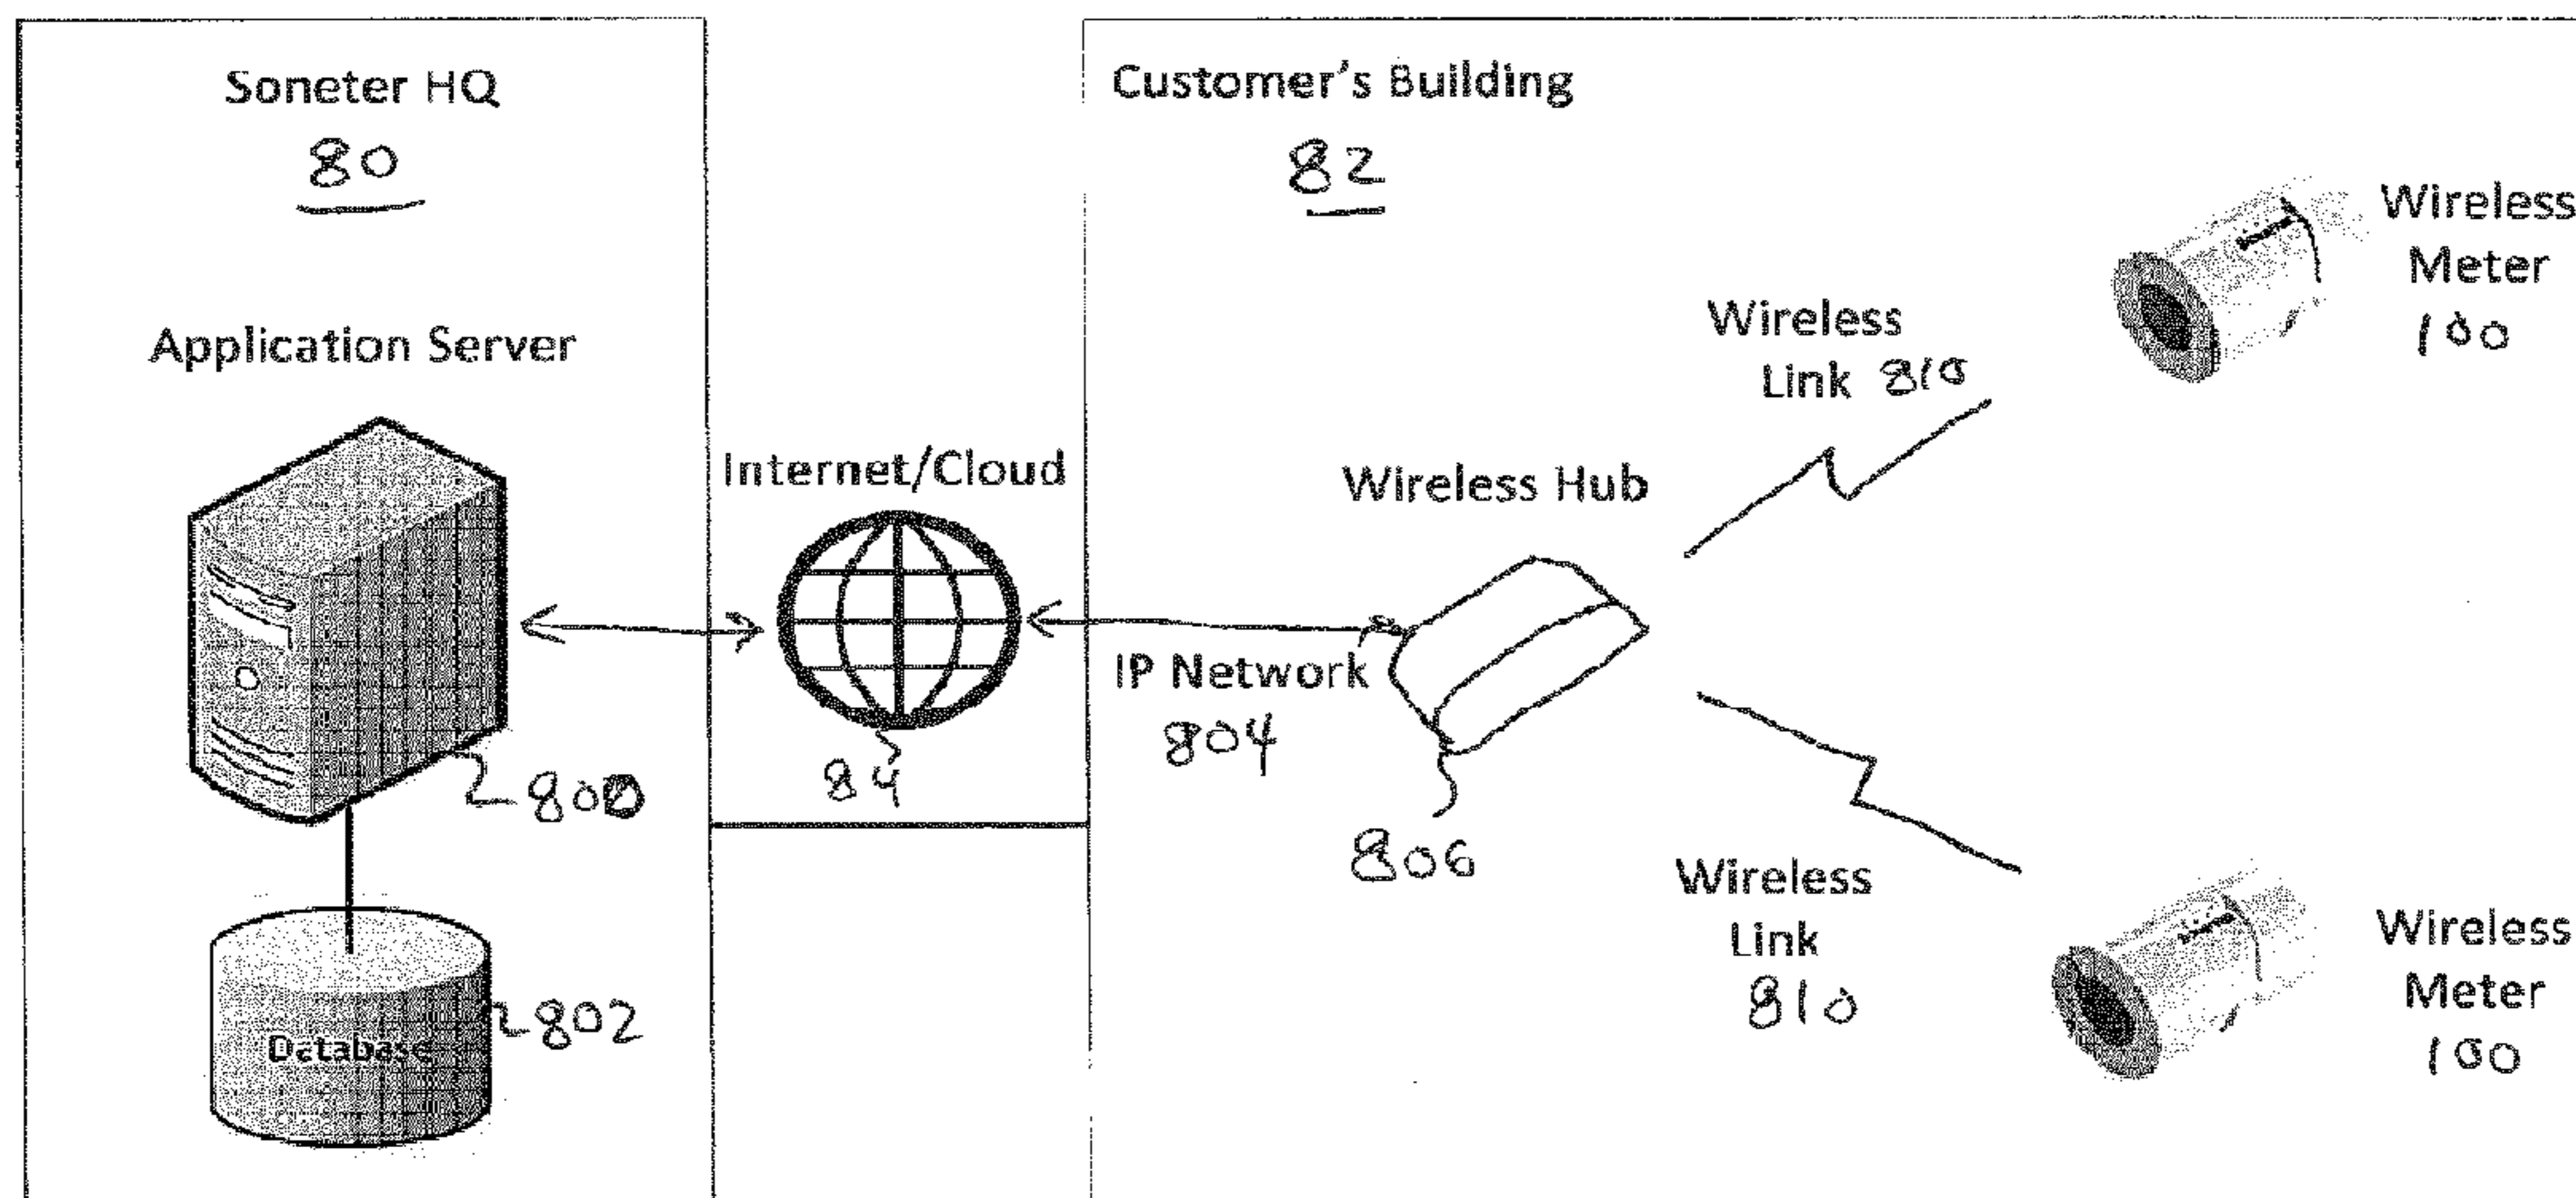 Soneter HQ
80
Application Server
800
Database
802
Internet/Cloud
84
Customer's Building
82
IP Network
804
Wireless Hub
806
Wireless
Link 810
Wireless
Meter
100
Wireless
Link
810
Wireless
Meter
100